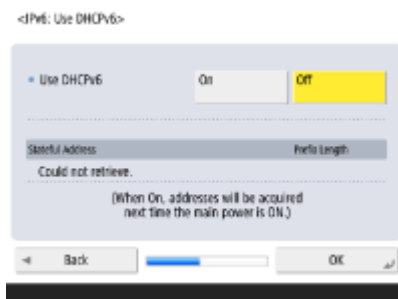 <IPv6: Use DHCPv6>
Use DHCPv6 On Off
Stateful Address Prefix Length
Could not retrieve.
(When On, addresses will be acquired
next time the main power is ON.)
Back OK